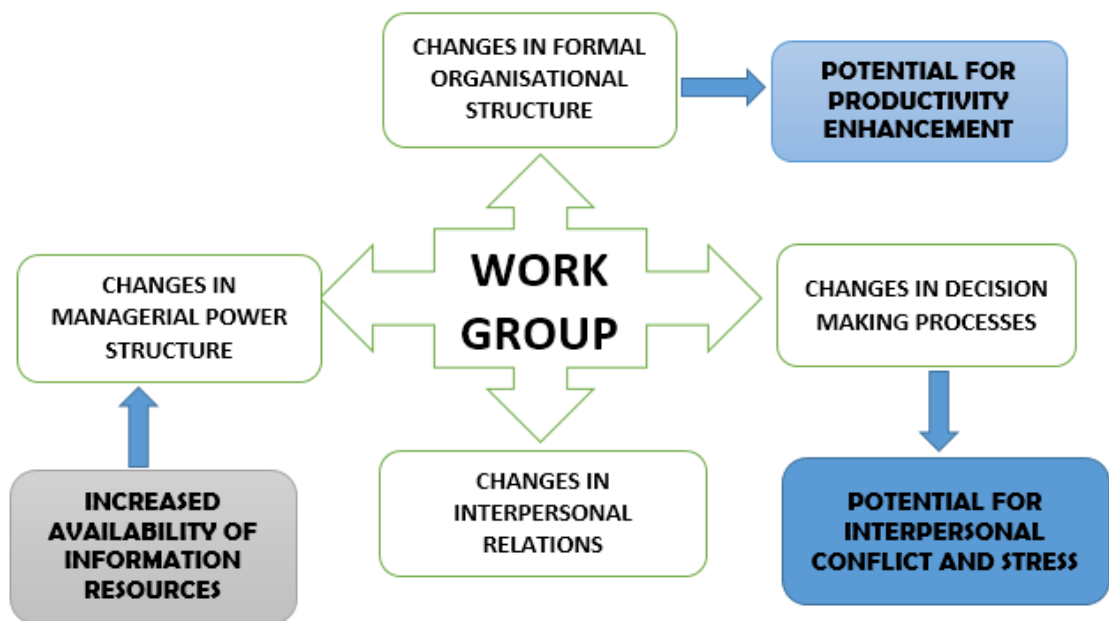 CHANGES IN FORMAL
ORGANISATIONAL
STRUCTURE
POTENTIAL FOR
PRODUCTIVITY
ENHANCEMENT
CHANGES IN
MANAGERIAL POWER
STRUCTURE
WORK
GROUP
CHANGES IN DECISION
MAKING PROCESSES
INCREASED
AVAILABILITY OF
INFORMATION
RESOURCES
CHANGES IN
INTERPERSONAL
RELATIONS
POTENTIAL FOR
INTERPERSONAL
CONFLICT AND STRESS